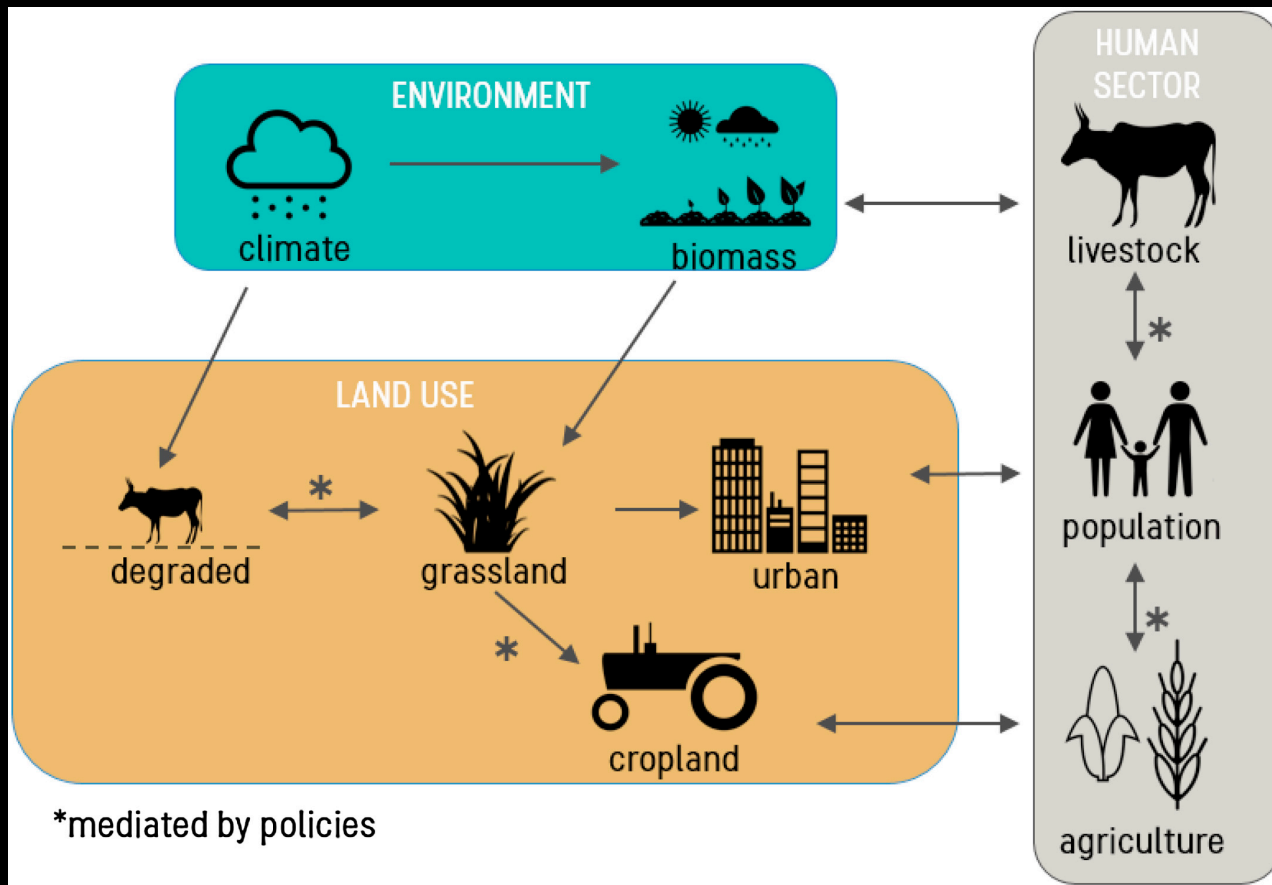 ENVIRONMENT
climate
biomass
HUMAN
SECTOR
livestock
*
population
*
agriculture
LAND USE
*
degraded
grassland
urban
*
cropland
*mediated by policies